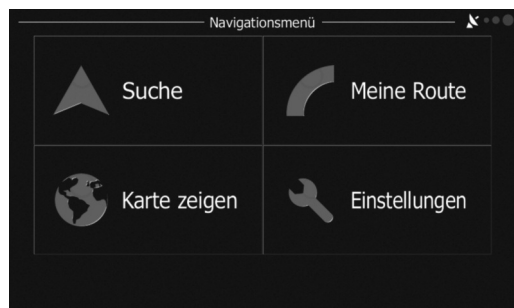 Navigationsmenü
Suche
Meine Route
Karte zeigen
Einstellungen